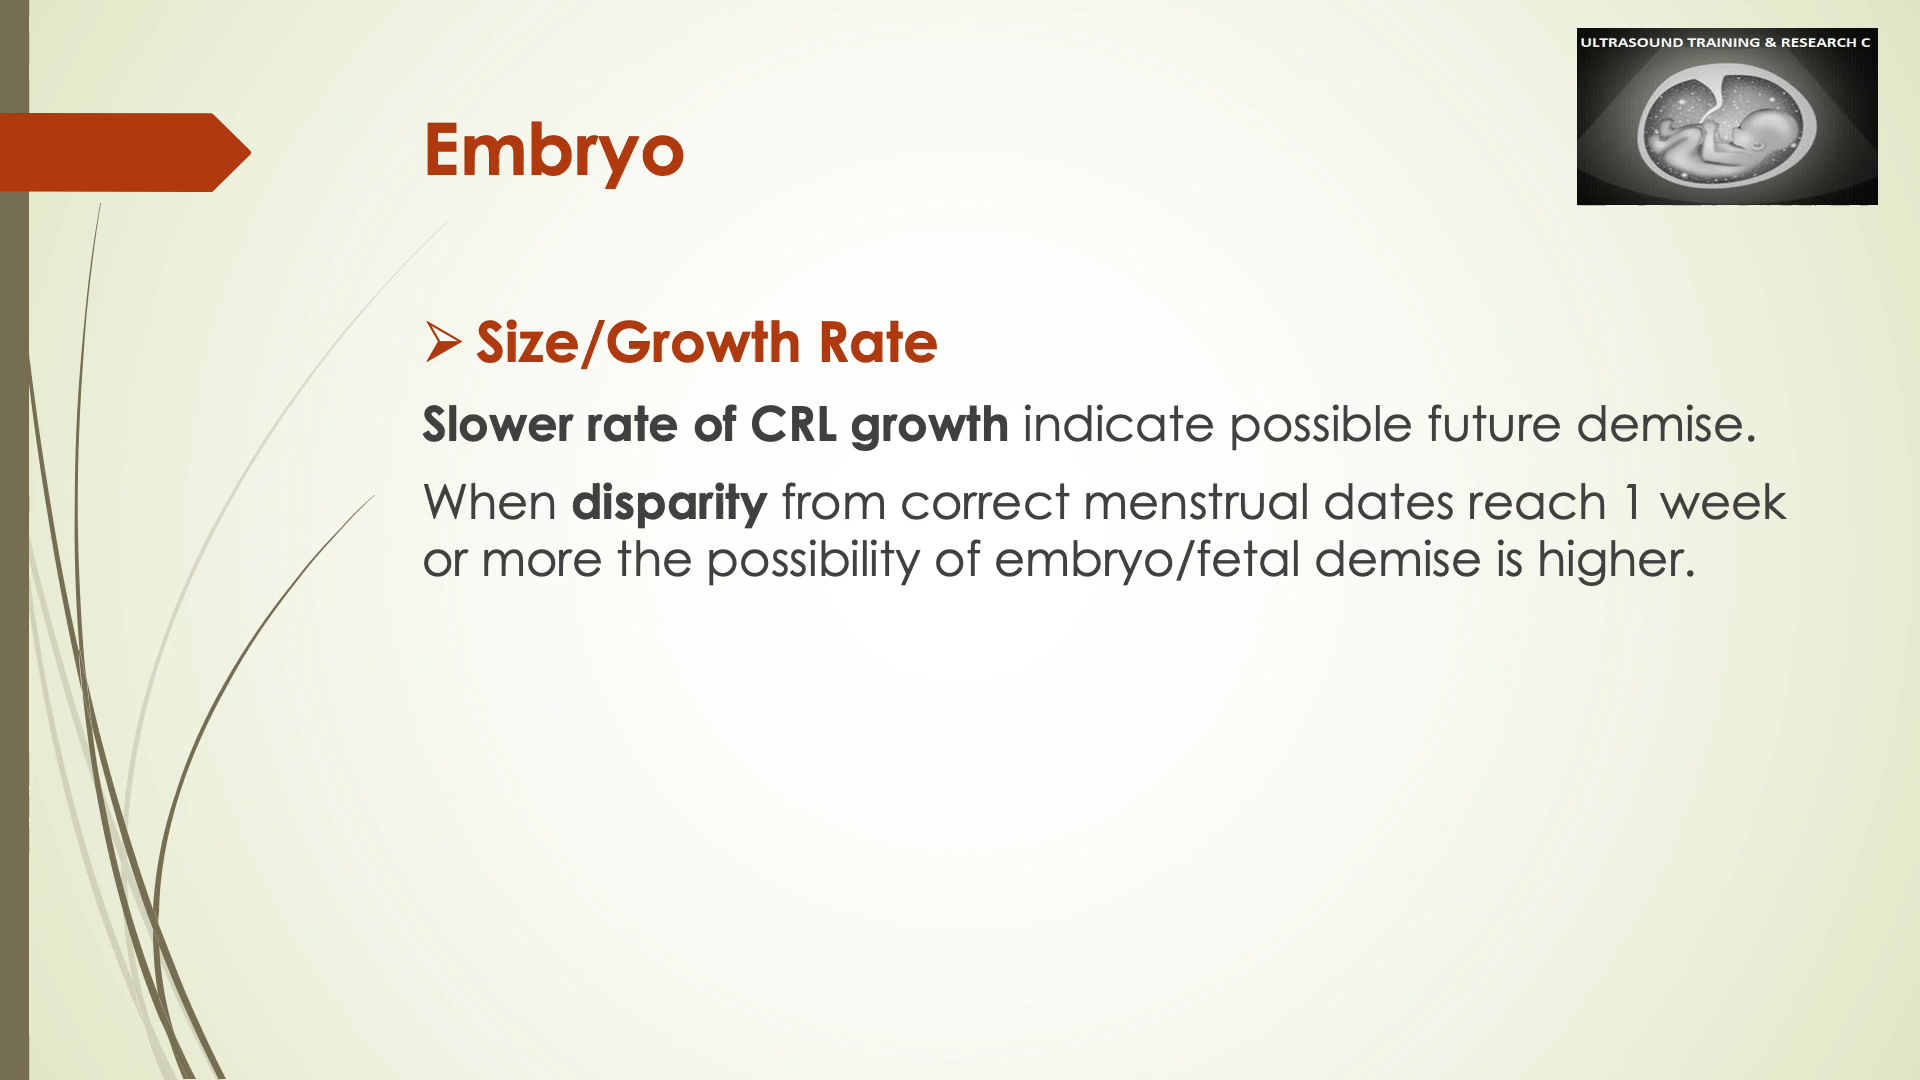 ULTRASOUND TRAINING & RESEARCH C
Embryo
Size/Growth Rate
Slower rate of CRL growth indicate possible future demise.
When disparity from correct menstrual dates reach 1 week
or more the possibility of embryo/fetal demise is higher.